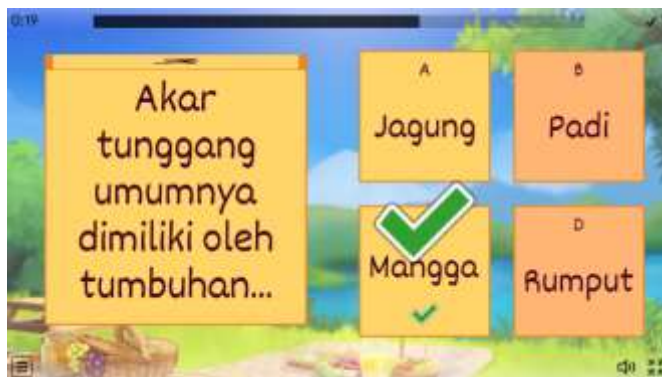 0:19
Akar
tunggang
umumnya
dimiliki oleh
tumbuhan...
A
Jagung
B
Padi
Mangga
D
Rumput